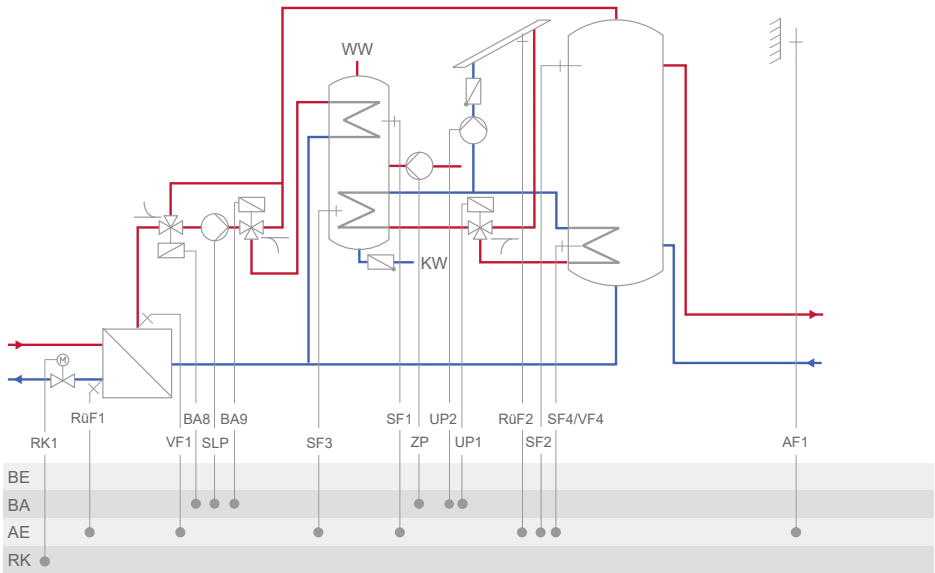 WW
KW
M
RüF1
BA8 BA9
SF1 UP2
RüF2 SF4/VF4
RK1
VF1 SLP
SF3
ZP UP1
SF2
AF1
BE
BA
AE
RK